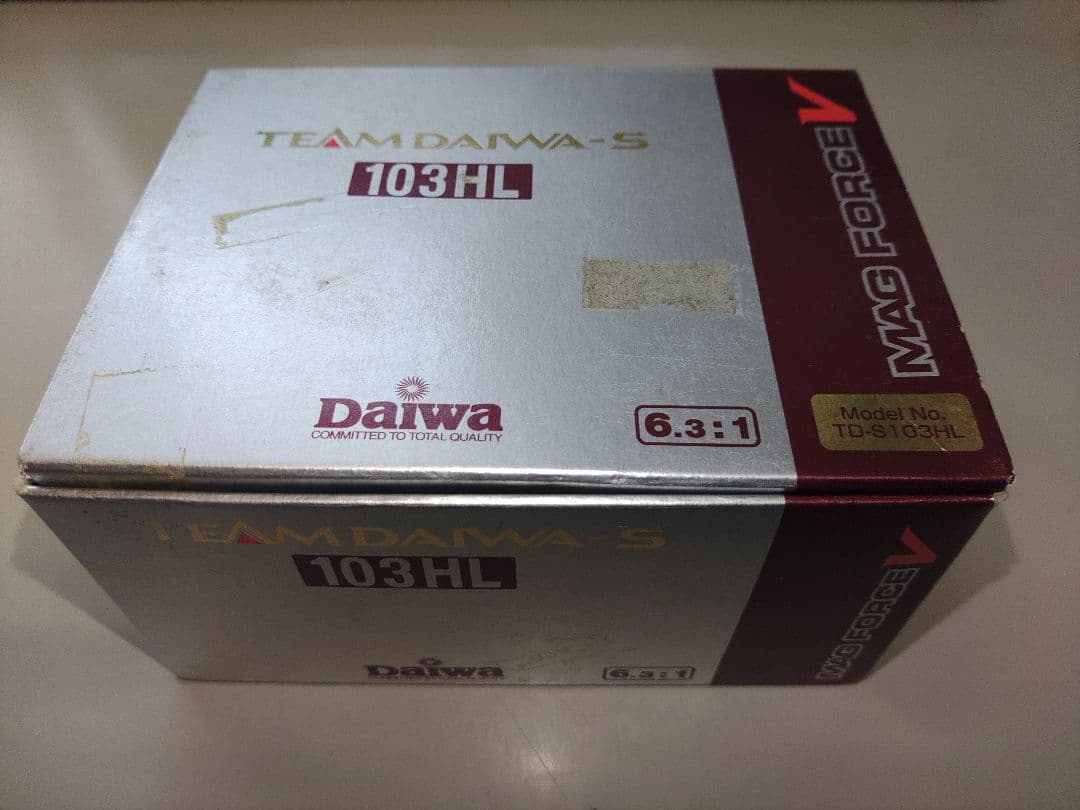 TEAM DAIWA-S
103HL
MAG FORCE V
Daiwa
COMMITTED TO TOTAL QUALITY
6.3:1
Model No.
TD-S103HL
TEAM DAIWA-S
103HL
MAG FORCE V
Daiwa
6.3:1